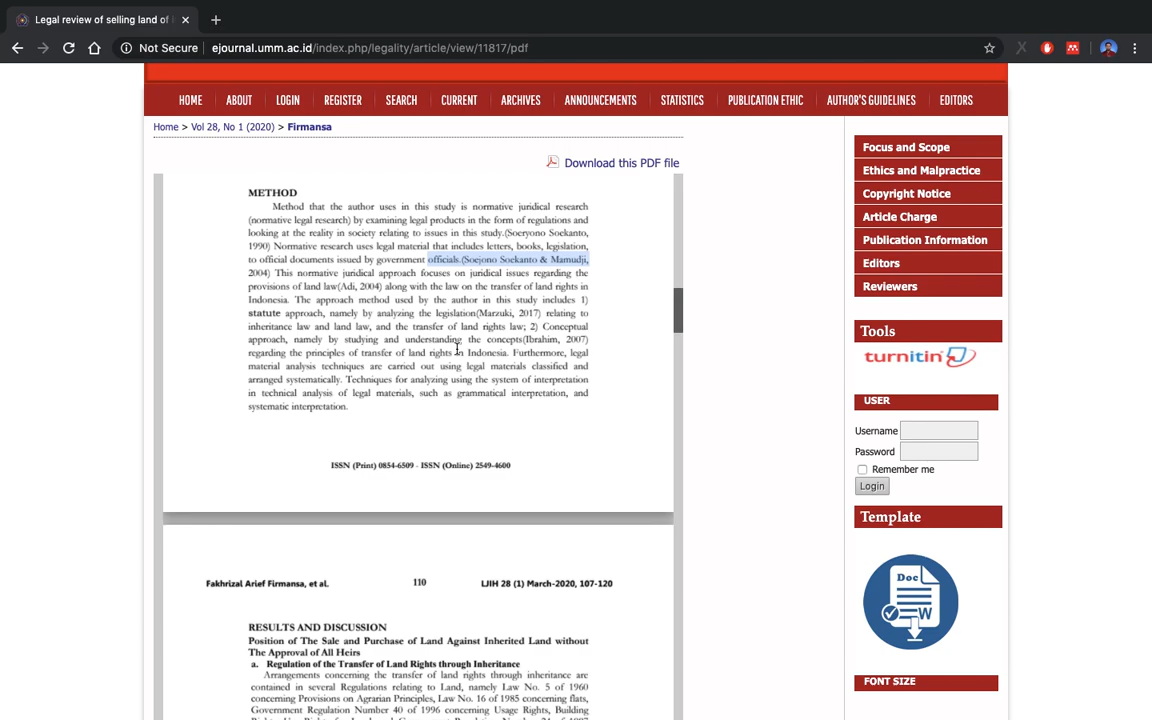 Legal review of selling land of
Not Secure
ejournal.umm.ac.id/index.php/legality/article/view/11817/pdf
HOME
ABOUT
LOGIN
REGISTER
SEARCH
CURRENT
ARCHIVES
ANNOUNCEMENTS
STATISTICS
PUBLICATION ETHIC
AUTHOR'S GUIDELINES
EDITORS
Home > Vol 28, No 1 (2020) > Firmansa
Download this PDF file
METHOD
Method that the author uses in this study is normative juridical research
(normative legal research) by examining legal products in the form of regulations and
looking at the reality in society relating to issues in this study.(Soeryono Soekanto,
1990) Normative research uses legal material that includes letters, books, legislation,
to official documents issued by government officials.(Soejono Soekanto & Mamudji,
2004) This normative juridical approach focuses on juridical issues regarding the
provisions of land law(Adi, 2004) along with the law on the transfer of land rights in
Indonesia. The approach method used by the author in this study includes 1)
statute approach, namely by analyzing the legislation(Marzuki, 2017) relating to
inheritance law and land law, and the transfer of land rights law; 2) Conceptual
approach, namely by studying and understanding the concepts(Ibrahim, 2007)
regarding the principles of transfer of land rights in Indonesia. Furthermore, legal
material analysis techniques are carried out using legal materials classified and
arranged systematically. Techniques for analyzing using the system of interpretation
in technical analysis of legal materials, such as grammatical interpretation, and
systematic interpretation.
ISSN (Print) 0854-6509 - ISSN (Online) 2549-4600
Fakhrizal Arief Firmansa, et al.
110
LJIH 28 (1) March-2020, 107-120
RESULTS AND DISCUSSION
Position of The Sale and Purchase of Land Against Inherited Land without
The Approval of All Heirs
a. Regulation of the Transfer of Land Rights through Inheritance
Arrangements concerning the transfer of land rights through inheritance are
contained in several Regulations relating to Land, namely Law No. 5 of 1960
concerning Provisions on Agrarian Principles, Law No. 16 of 1985 concerning flats,
Government Regulation Number 40 of 1996 concerning Usage Rights, Building
Focus and Scope
Ethics and Malpractice
Copyright Notice
Article Charge
Publication Information
Editors
Reviewers
Tools
turnitin
USER
Username
Password
Remember me
Login
Template
Doc
W
FONT SIZE